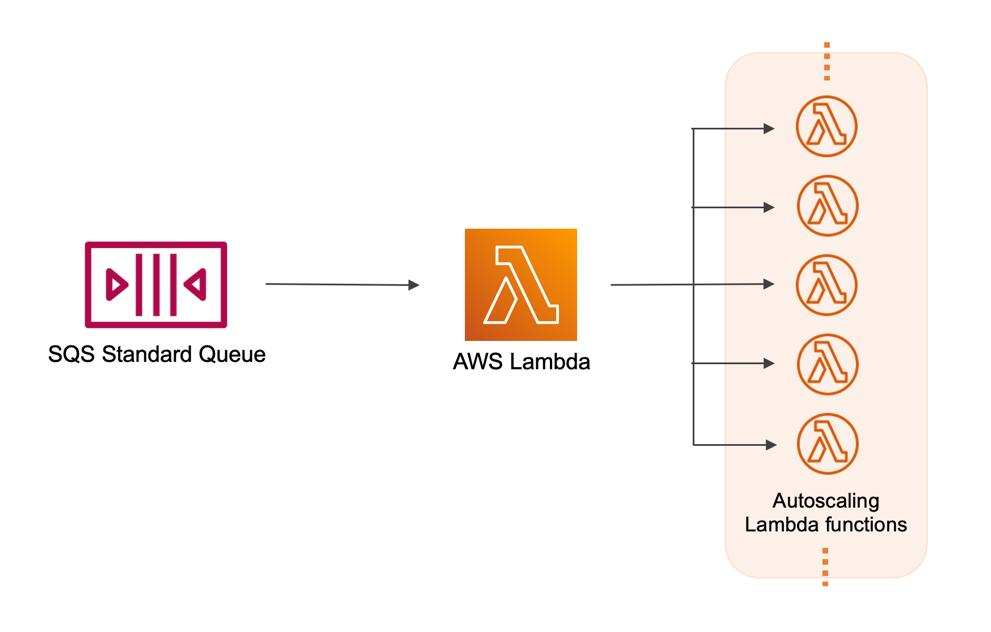 SQS Standard Queue
AWS Lambda
Autoscaling
Lambda functions